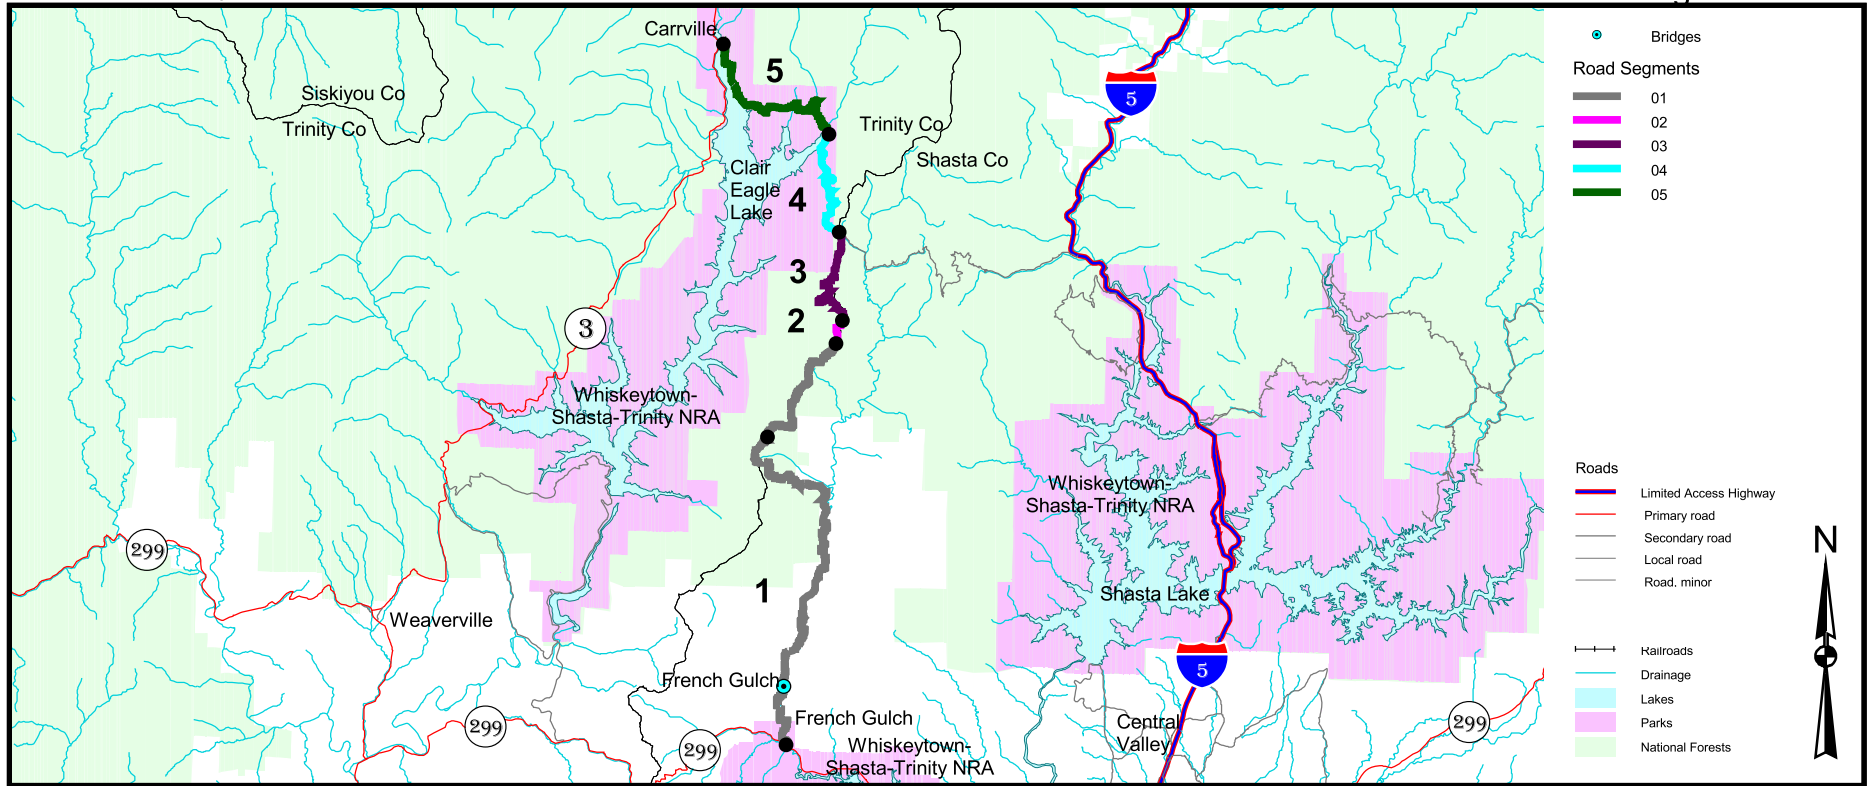 Carrville
5
Siskiyou Co
Trinity Co
Trinity Co
Shasta Co
Clair
Eagle
Lake
4
5
3
2
3
Whiskeytown-
Shasta-Trinity NRA
Whiskeytown-
Shasta-Trinity NRA
299
1
Weaverville
Shasta Lake
5
French Gulch
French Gulch
299
299
Whiskeytown-
Shasta-Trinity NRA
Central
Valley
299
Bridges
Road Segments
01
02
03
04
05
Roads
Limited Access Highway
Primary road
Secondary road
Local road
Road, minor
Railroads
Drainage
Lakes
Parks
National Forests
N